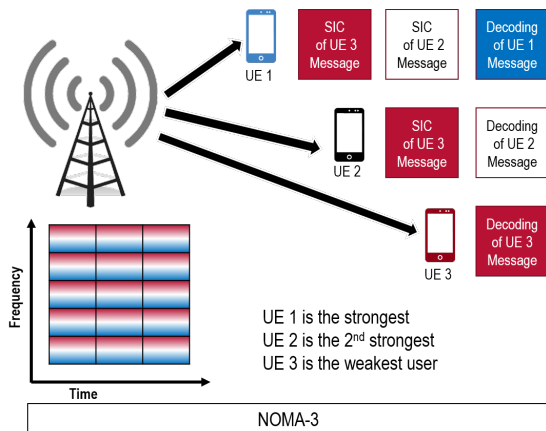 SIC
of UE 3
Message
SIC
of UE 2
Message
Decoding
of UE 1
Message
UE 1
SIC
of UE 3
Message
Decoding
of UE 2
Message
UE 2
Decoding
of UE 3
Message
UE 3
Frequency
Time
UE 1 is the strongest
UE 2 is the 2nd strongest
UE 3 is the weakest user
NOMA-3